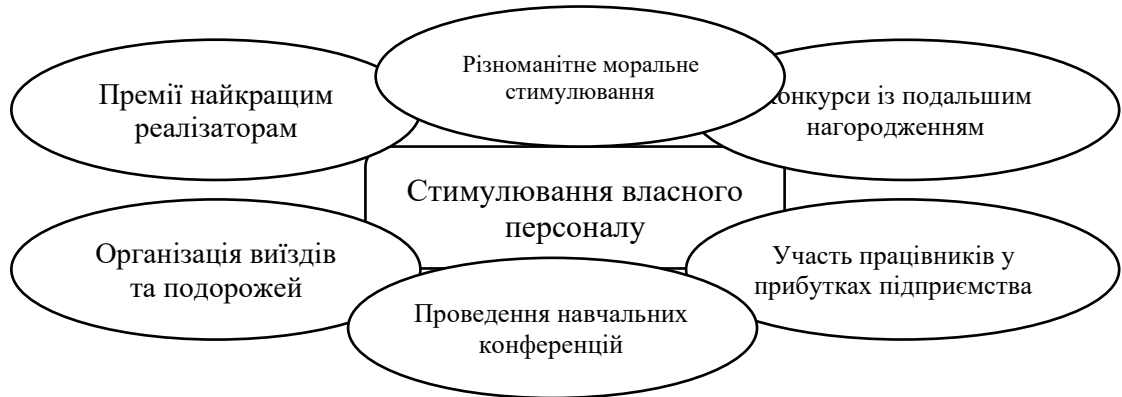 Різноманітне моральне
стимулювання
Премії найкращим
реалізаторам
онкурси із подальшим
нагородженням
Стимулювання власного
персоналу
Організація виїздів
та подорожей
Участь працівників у
прибутках підприємства
Проведення навчальних
конференцій